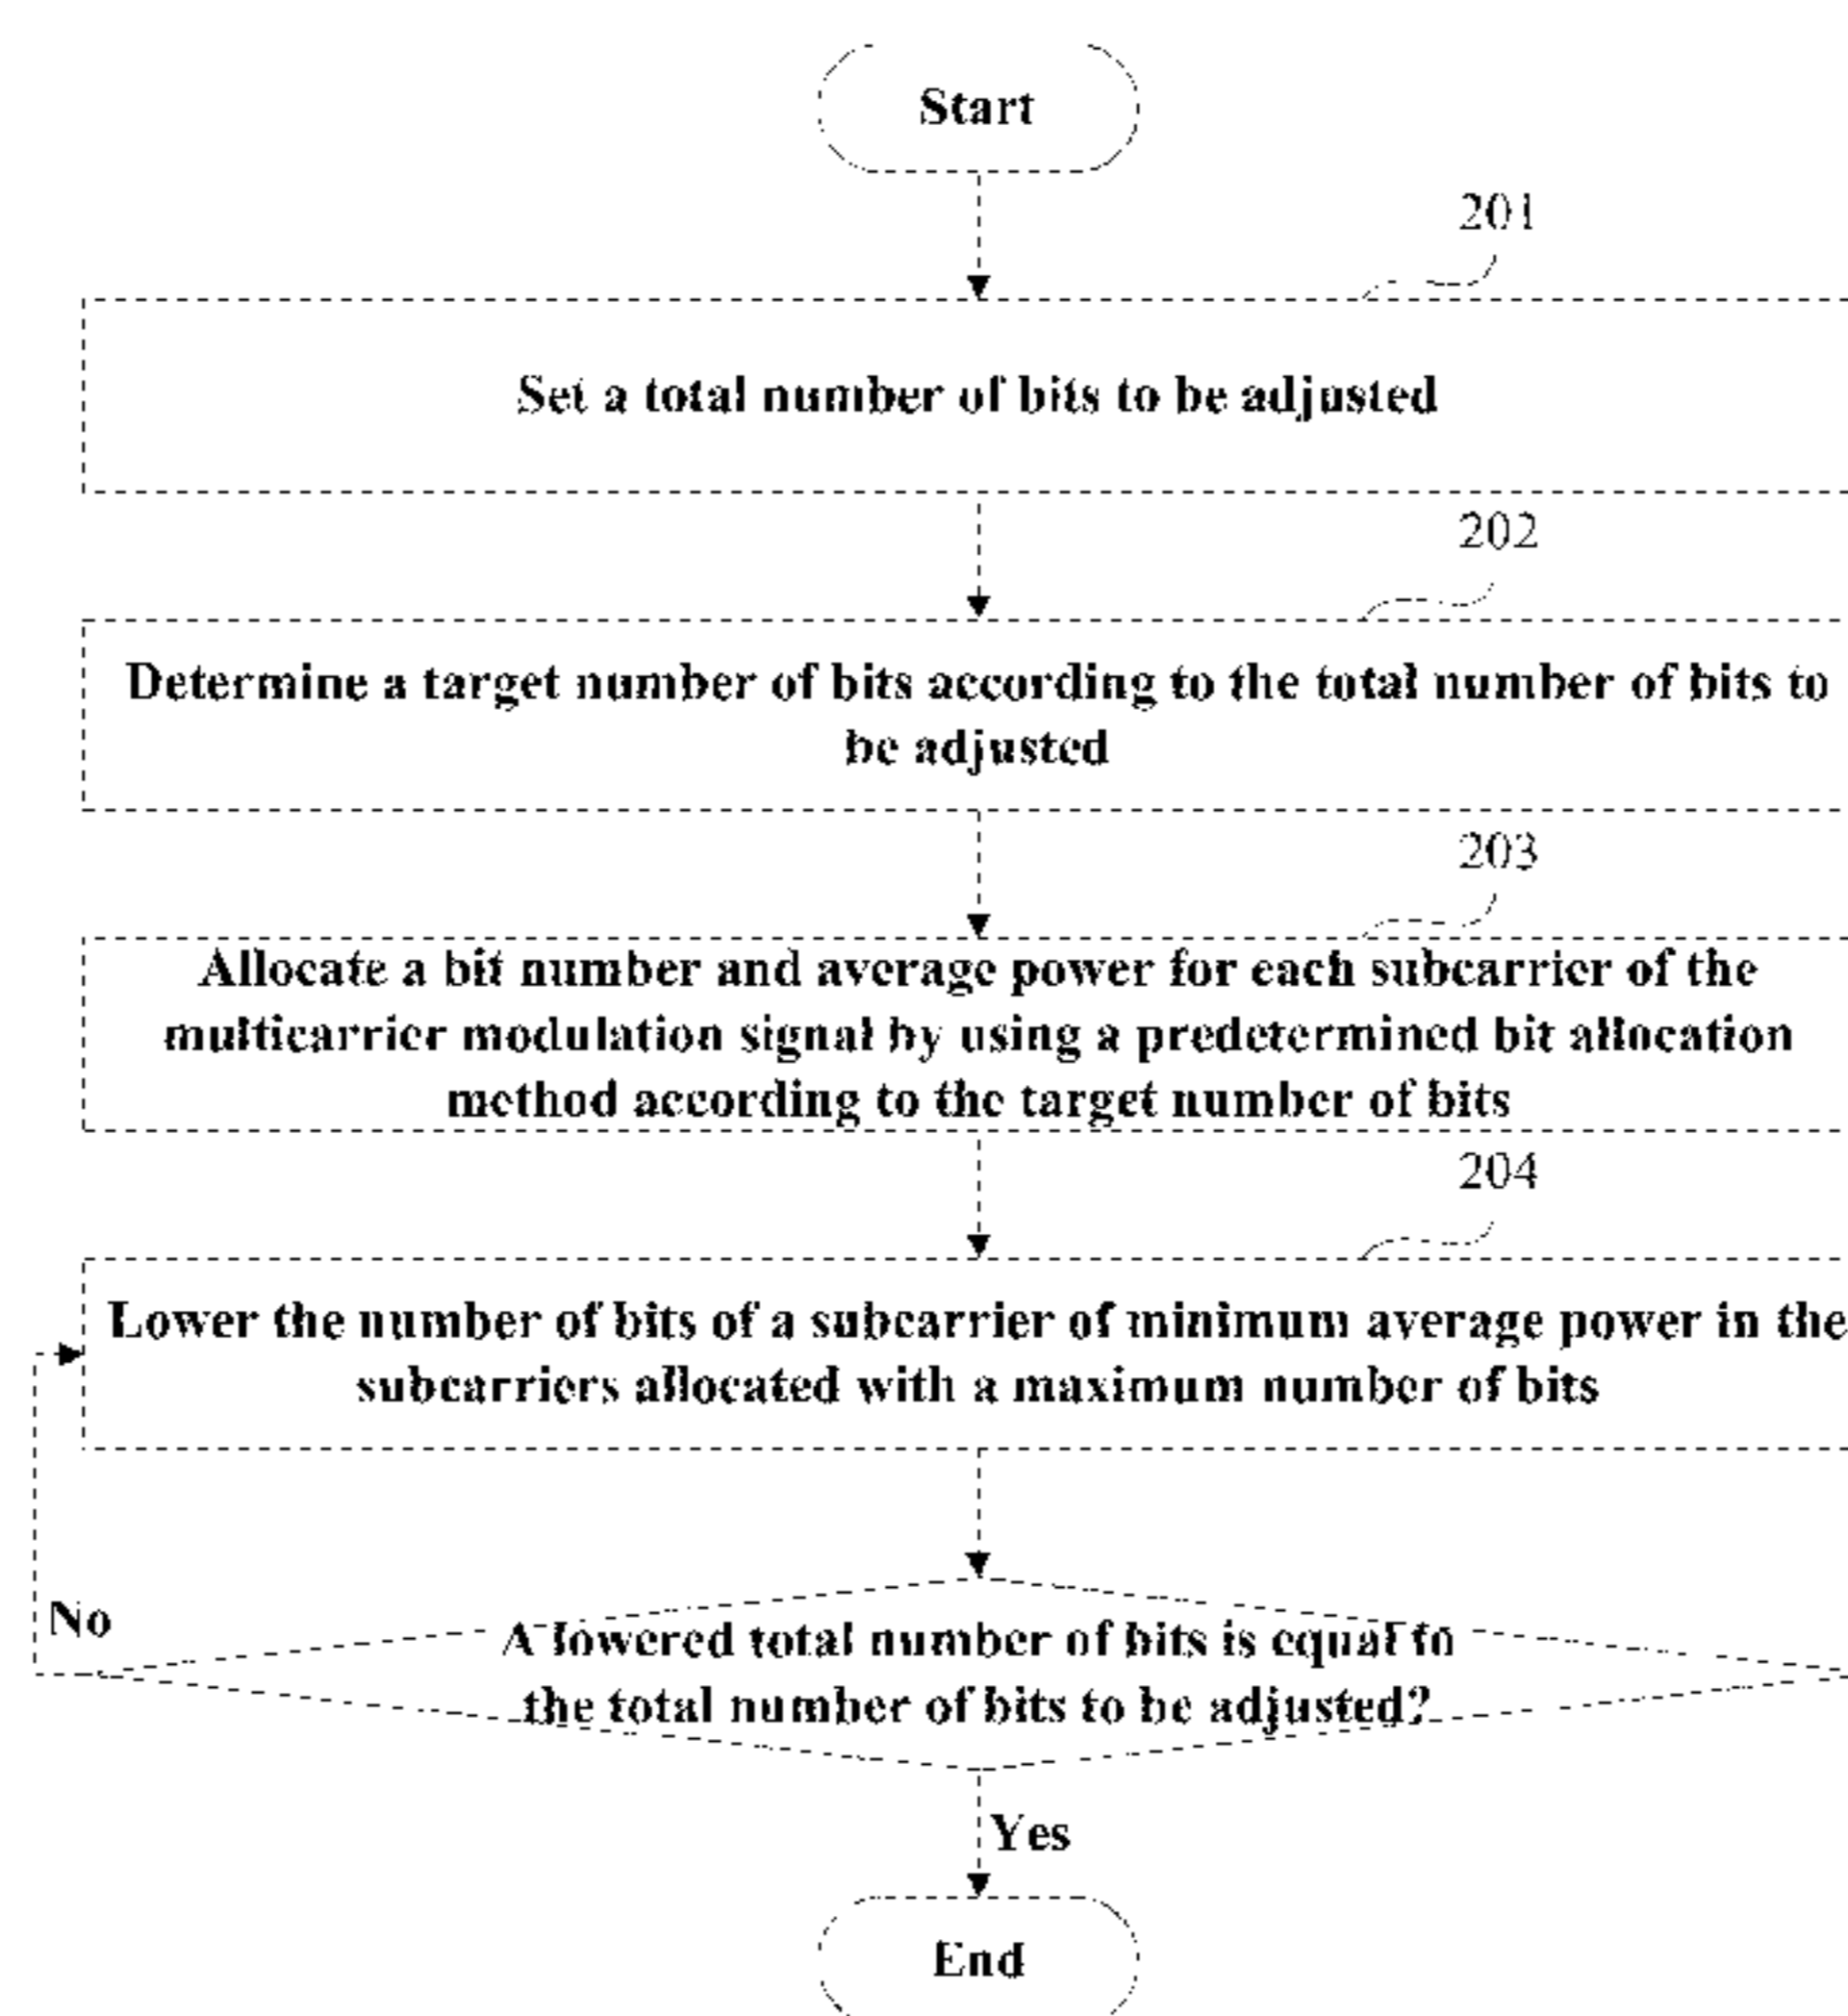 Start
201
Set a total number of bits to be adjusted
202
Determine a target number of bits according to the total number of bits to
be adjusted
203
Allocate a bit number and average power for each subcarrier of the
multicarrier modulation signal by using a predetermined bit allocation
method according to the target number of bits
204
Lower the number of bits of a subcarrier of minimum average power in the
subcarriers allocated with a maximum number of bits
No
A lowered total number of bits is equal to
the total number of bits to be adjusted?
Yes
End